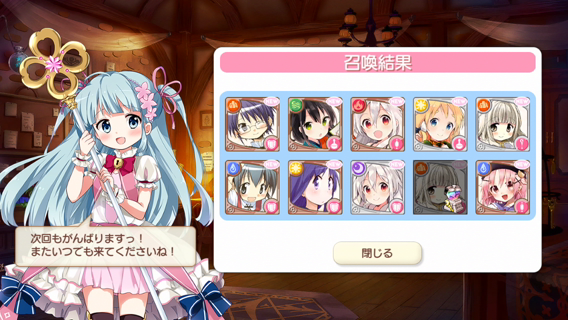 召喚結果
次回もがんばりますっ！
またいつでも来てくださいね！
閉じる